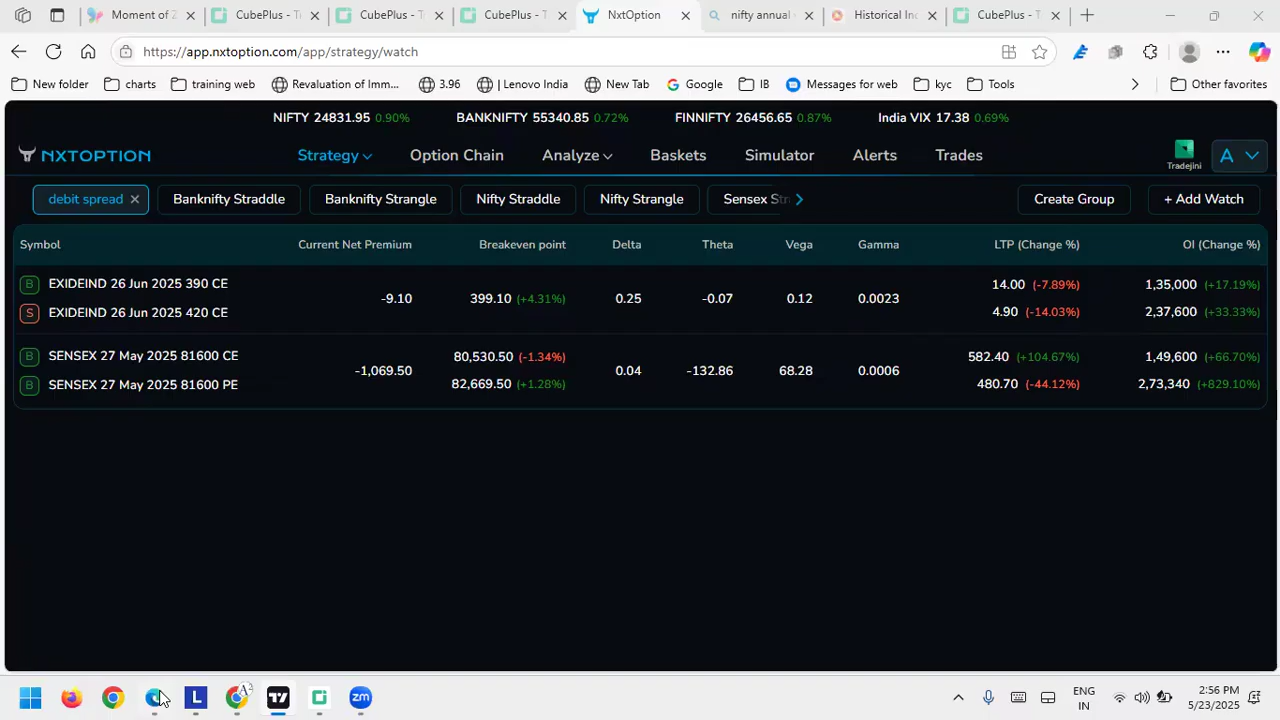 Moment of Z
CubePlus - Tr
CubePlus - Tr
CubePlus - T
NxtOption
nifty annual
Historical Inc
CubePlus - T
https://app.nxtoption.com/app/strategy/watch
New folder
charts
training web
Revaluation of Imm...
3.96
Lenovo India
New Tab
Google
IB
Messages for web
kyc
Tools
Other favorites
NIFTY 24831.95 0.90%
BANKNIFTY 55340.85 0.72%
FINNIFTY 26456.65 0.87%
India VIX 17.38 0.69%
NXTOPTION
Strategy
Option Chain
Analyze
Baskets
Simulator
Alerts
Trades
Tradejini
A
debit spread
Banknifty Straddle
Banknifty Strangle
Nifty Straddle
Nifty Strangle
Sensex Str
Create Group
+ Add Watch
Symbol
Current Net Premium
Breakeven point
Delta
Theta
Vega
Gamma
LTP (Change %)
OI (Change %)
B EXIDEIND 26 Jun 2025 390 CE
S EXIDEIND 26 Jun 2025 420 CE
-9.10
399.10 (+4.31%)
0.25
-0.07
0.12
0.0023
14.00 (-7.89%)
4.90 (-14.03%)
1,35,000 (+17.19%)
2,37,600 (+33.33%)
B SENSEX 27 May 2025 81600 CE
B SENSEX 27 May 2025 81600 PE
-1,069.50
80,530.50 (-1.34%)
82,669.50 (+1.28%)
0.04
-132.86
68.28
0.0006
582.40 (+104.67%)
480.70 (-44.12%)
1,49,600 (+66.70%)
2,73,340 (+829.10%)
L
zm
ENG
IN
2:56 PM
5/23/2025